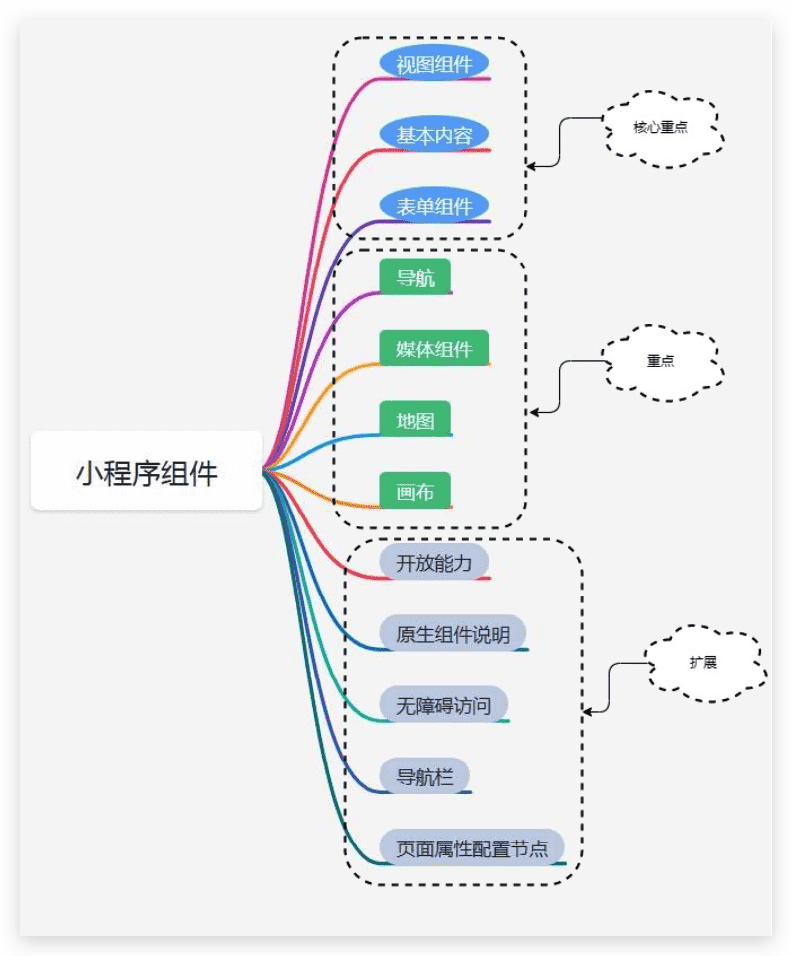 视图组件
基本内容
核心重点
表单组件
导航
媒体组件
重点
地图
小程序组件
画布
开放能力
原生组件说明
扩展
无障碍访问
导航栏
页面属性配置节点